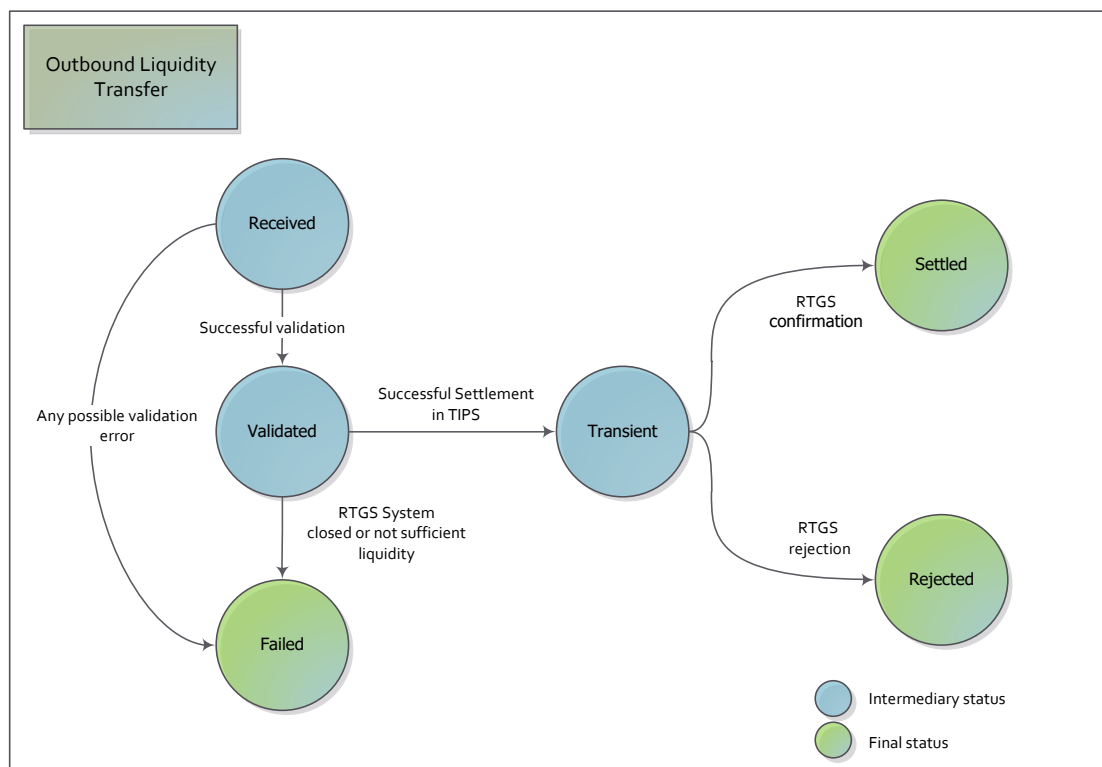 Outbound Liquidity
Transfer
Received
Settled
RTGS
confirmation
Successful validation
Successful Settlement
in TIPS
Any possible validation
error
Validated
Transient
RTGS System
closed or not sufficient
liquidity
RTGS
rejection
Rejected
Failed
Intermediary status
Final status